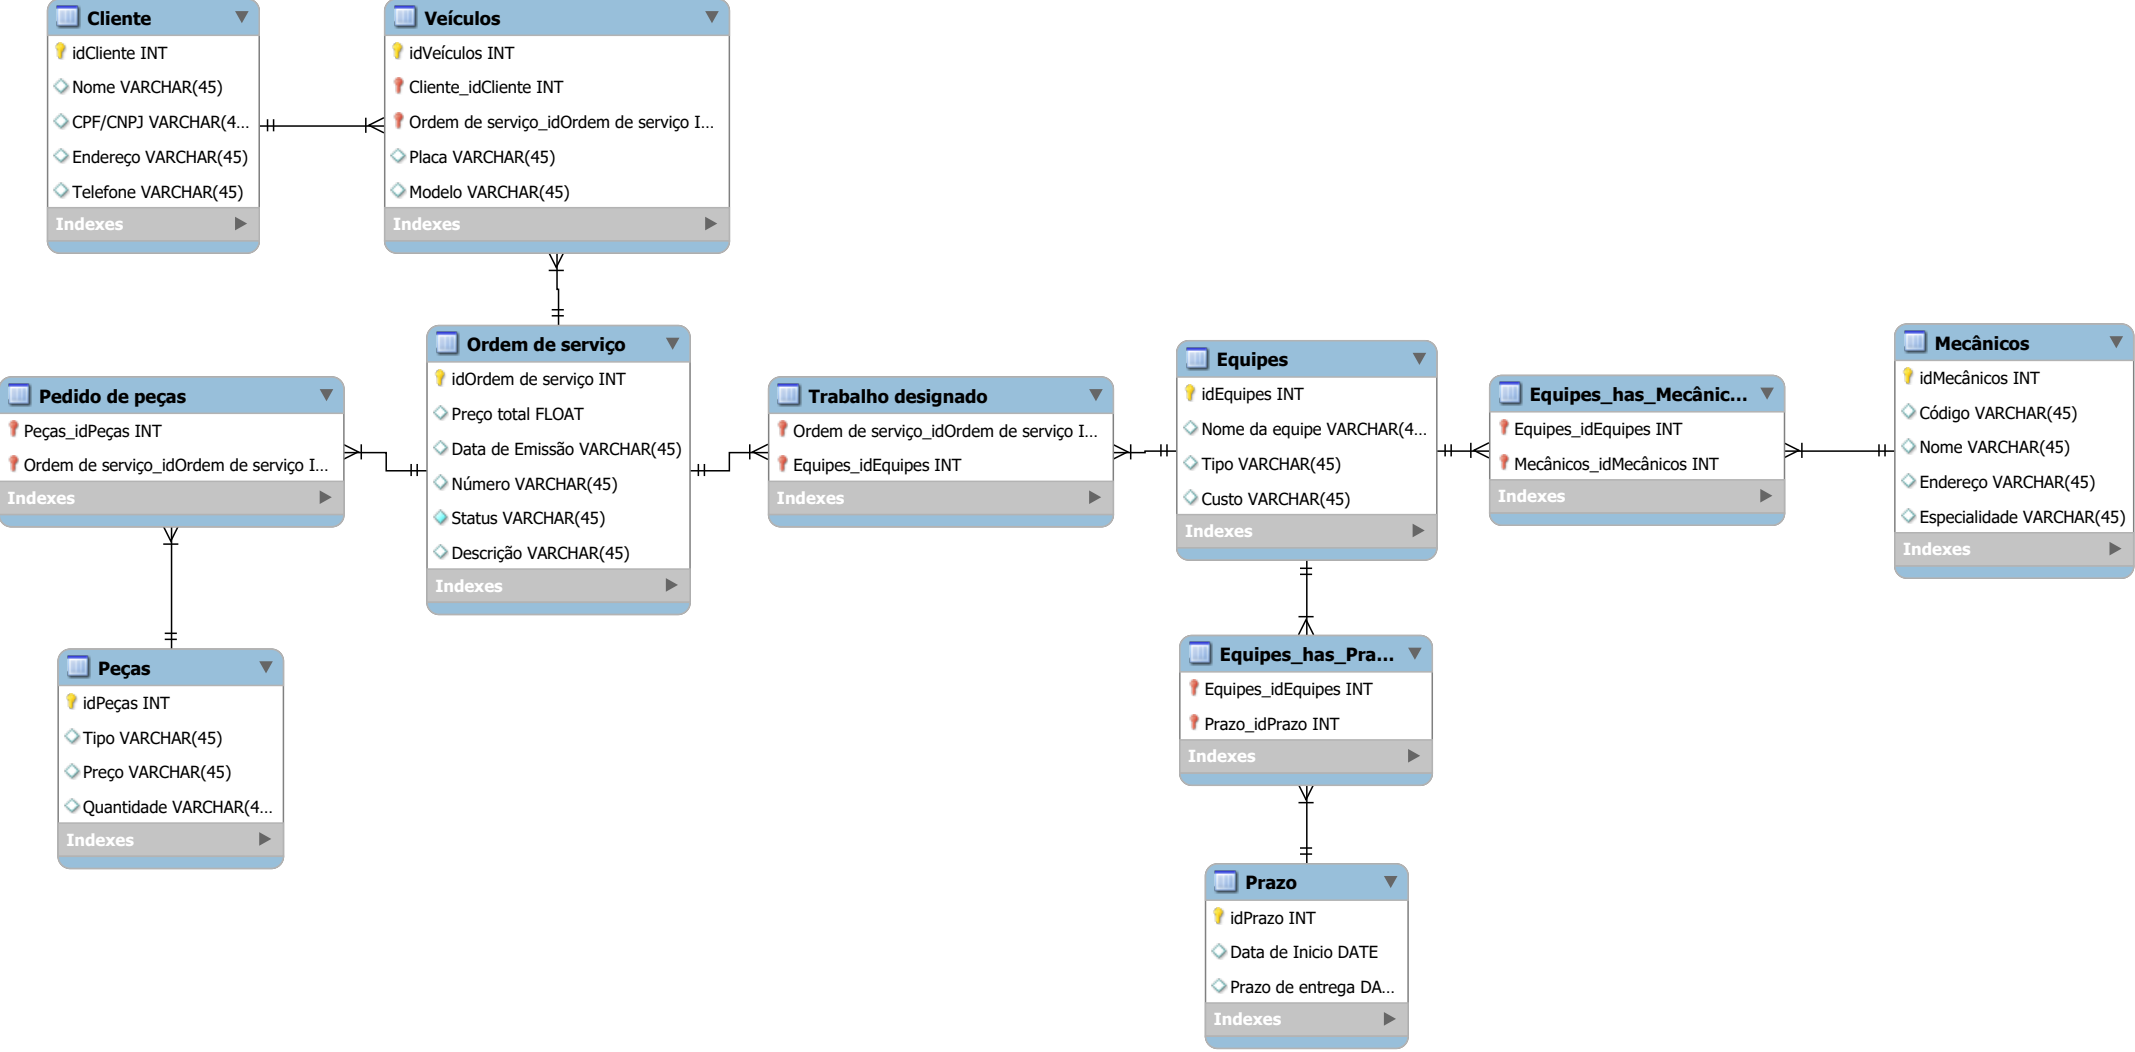 Cliente
idCliente INT
Nome VARCHAR(45)
CPF/CNPJ VARCHAR(4...
Endereço VARCHAR(45)
Telefone VARCHAR(45)
Indexes
Veículos
idVeículos INT
Cliente_idCliente INT
Ordem de serviço_idOrdem de serviço I...
Placa VARCHAR(45)
Modelo VARCHAR(45)
Indexes
Pedido de peças
Peças_idPeças INT
Ordem de serviço_idOrdem de serviço I...
Indexes
Ordem de serviço
idOrdem de serviço INT
Preço total FLOAT
Data de Emissão VARCHAR(45)
Número VARCHAR(45)
Status VARCHAR(45)
Descrição VARCHAR(45)
Indexes
Trabalho designado
Ordem de serviço_idOrdem de serviço I...
Equipes_idEquipes INT
Indexes
Equipes
idEquipes INT
Nome da equipe VARCHAR(4...
Tipo VARCHAR(45)
Custo VARCHAR(45)
Indexes
Equipes_has_Mecânic...
Equipes_idEquipes INT
Mecânicos_idMecânicos INT
Indexes
Mecânicos
idMecânicos INT
Código VARCHAR(45)
Nome VARCHAR(45)
Endereço VARCHAR(45)
Especialidade VARCHAR(45)
Indexes
Peças
idPeças INT
Tipo VARCHAR(45)
Preço VARCHAR(45)
Quantidade VARCHAR(4...
Indexes
Equipes_has_Pra...
Equipes_idEquipes INT
Prazo_idPrazo INT
Indexes
Prazo
idPrazo INT
Data de Inicio DATE
Prazo de entrega DA...
Indexes